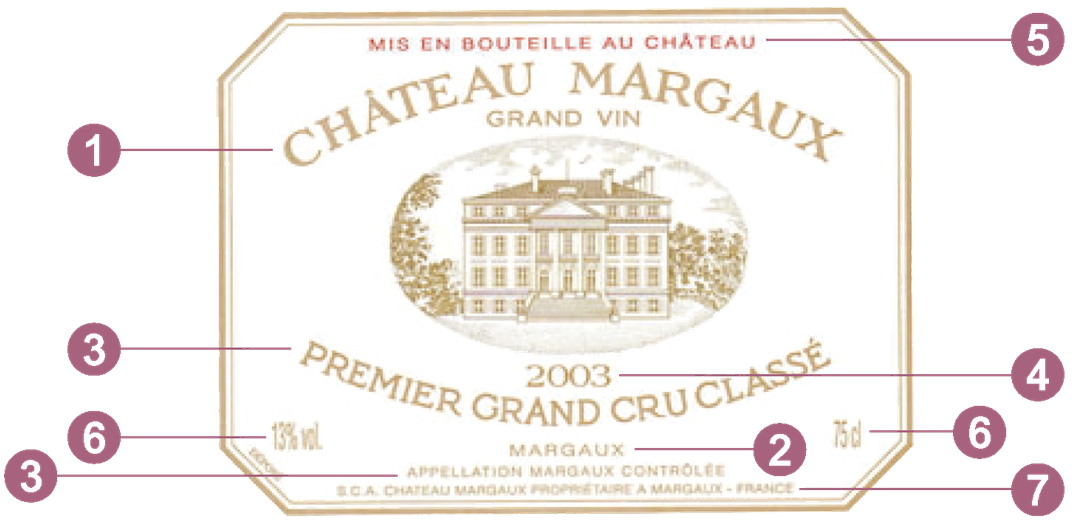 MIS EN BOUTEILLE AU CHÂTEAU
5
CHÂTEAU MARGAUX
GRAND VIN
1
3
PREMIER GRAND CRU CLASSÉ
2003
4
6
13% vol.
75 cl
6
MARGAUX
2
DÉPOSÉ
3
APPELLATION MARGAUX CONTRÔLÉE
S.C.A. CHATEAU MARGAUX PROPRIÉTAIRE A MARGAUX - FRANCE
7